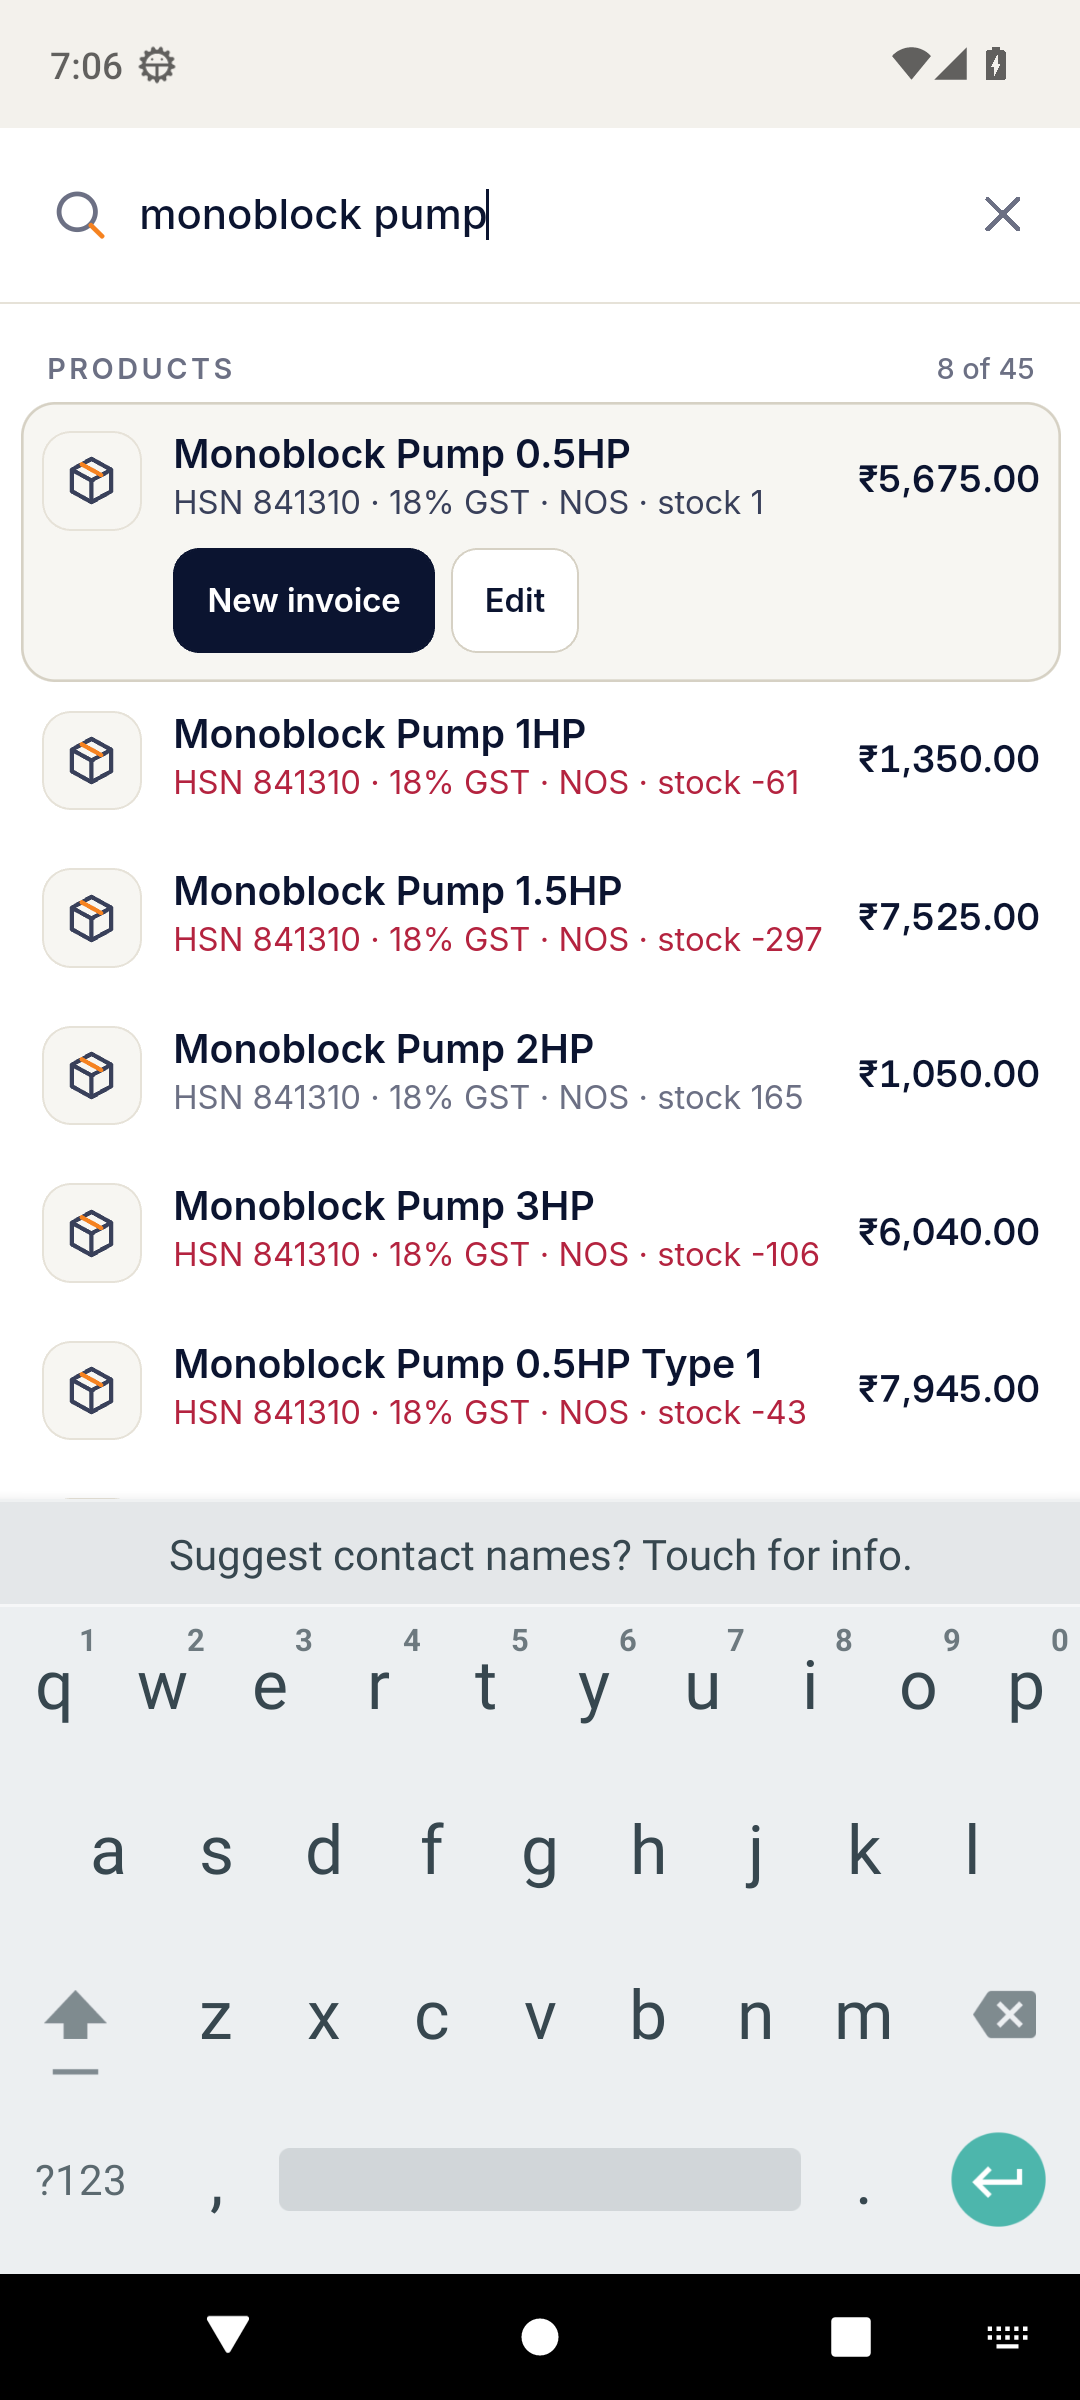 7:06
monoblock pump
PRODUCTS 8 of 45
Monoblock Pump 0.5HP
HSN 841310 · 18% GST · NOS · stock 1
₹5,675.00
New invoice Edit
Monoblock Pump 1HP
HSN 841310 · 18% GST · NOS · stock -61
₹1,350.00
Monoblock Pump 1.5HP
HSN 841310 · 18% GST · NOS · stock -297
₹7,525.00
Monoblock Pump 2HP
HSN 841310 · 18% GST · NOS · stock 165
₹1,050.00
Monoblock Pump 3HP
HSN 841310 · 18% GST · NOS · stock -106
₹6,040.00
Monoblock Pump 0.5HP Type 1
HSN 841310 · 18% GST · NOS · stock -43
₹7,945.00
Suggest contact names? Touch for info.
1 2 3 4 5 6 7 8 9 0
q w e r t y u i o p
a s d f g h j k l
z x c v b n m
?123 , .